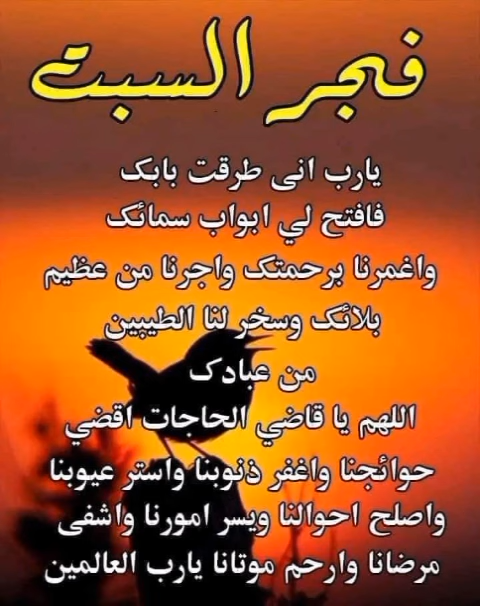 فجر السبت
يارب انى طرقت بابك
فافتح لي ابواب سمائك
واغمرنا برحمتك واجرنا من عظيم
بلائك وسخر لنا الطيبين
من عبادك
اللهم يا قاضي الحاجات اقضي
حوائجنا واغفر ذنوبنا واستر عيوبنا
واصلح احوالنا ويسر امورنا واشفى
مرضانا وارحم موتانا يارب العالمين